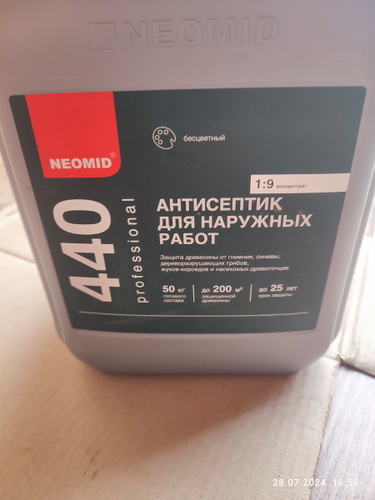 NEOMID
бесцветный
NEOMID®
1:9 концентрат
440
professional
АНТИСЕПТИК
ДЛЯ НАРУЖНЫХ
РАБОТ
Защита древесины от гниения, синевы,
дереворазрушающих грибов,
жуков-короедов и насекомых древоточцев
50 кг
готового
состава
до 200 м²
защищенной
древесины
до 25 лет
срок защиты
28.07.2024 18:55